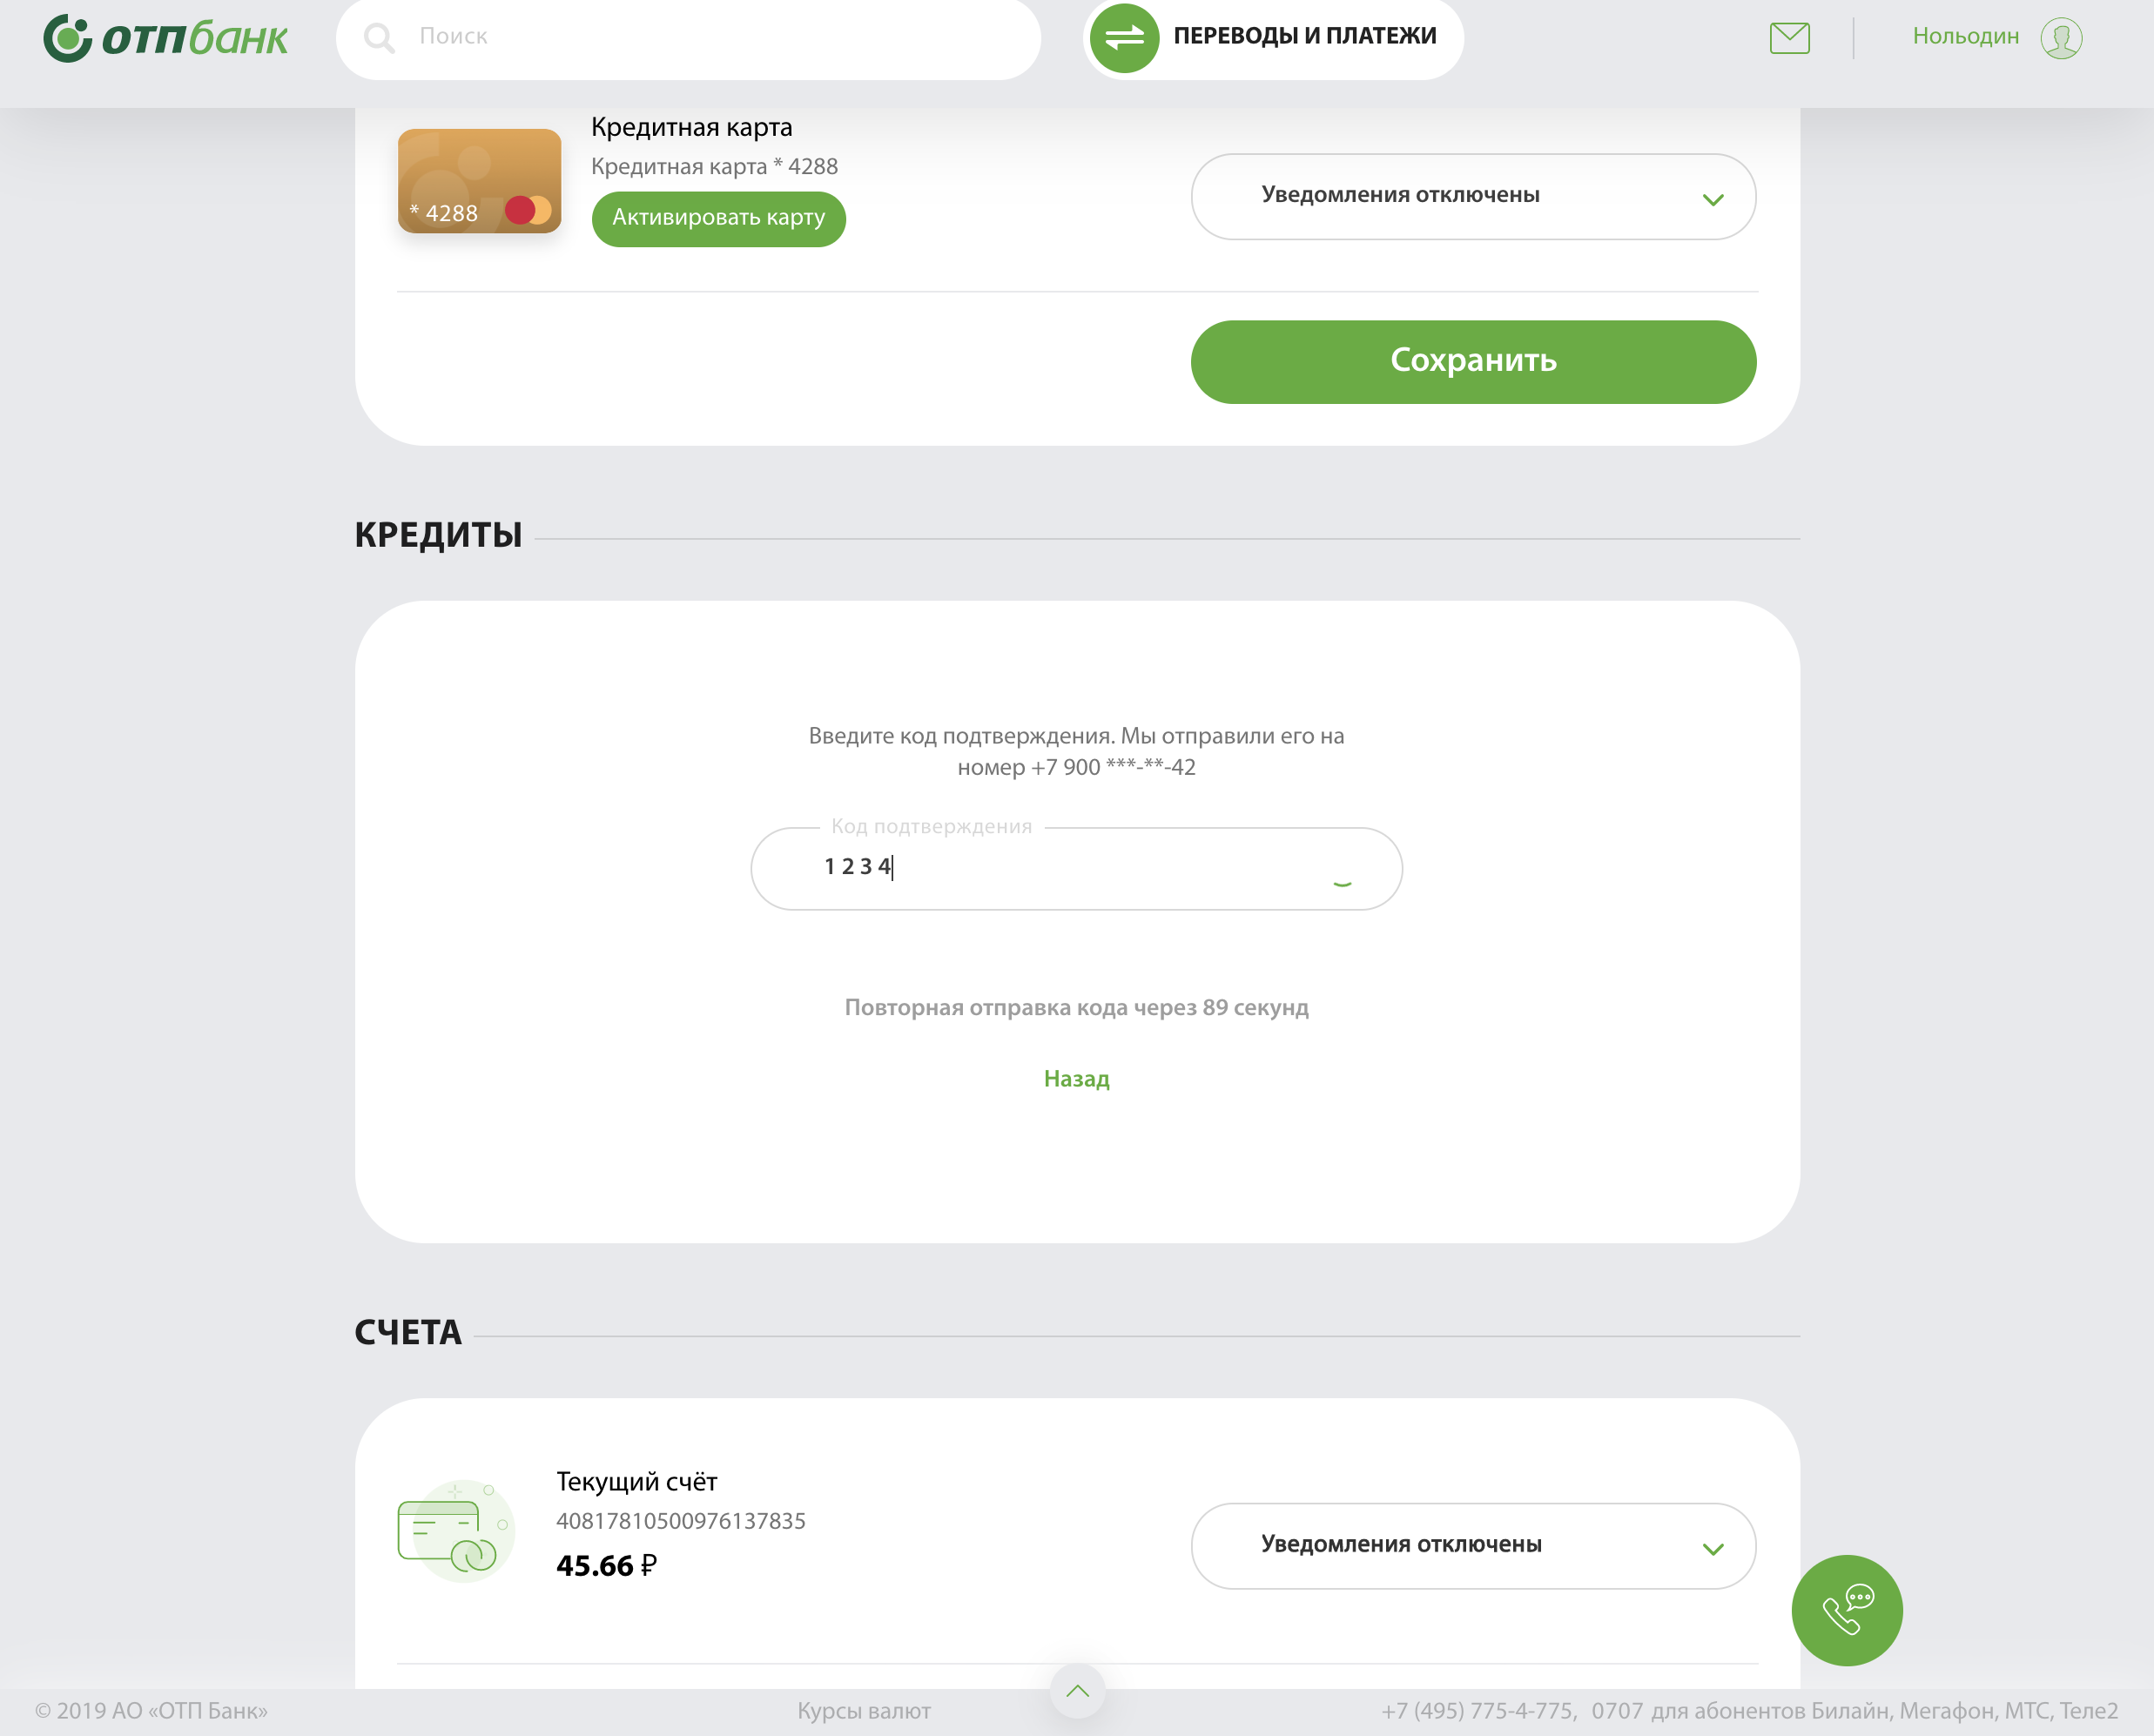 отпбанк
Поиск
ПЕРЕВОДЫ И ПЛАТЕЖИ
Нольодин
Кредитная карта
Кредитная карта * 4288
* 4288
Активировать карту
Уведомления отключены
Сохранить
КРЕДИТЫ
Введите код подтверждения. Мы отправили его на
номер +7 900 ***-**-42
Код подтверждения
1 2 3 4
Повторная отправка кода через 89 секунд
Назад
СЧЕТА
Текущий счёт
40817810500976137835
45.66 ₽
Уведомления отключены
© 2019 АО «ОТП Банк»
Курсы валют
+7 (495) 775-4-775, 0707 для абонентов Билайн, Мегафон, МТС, Теле2